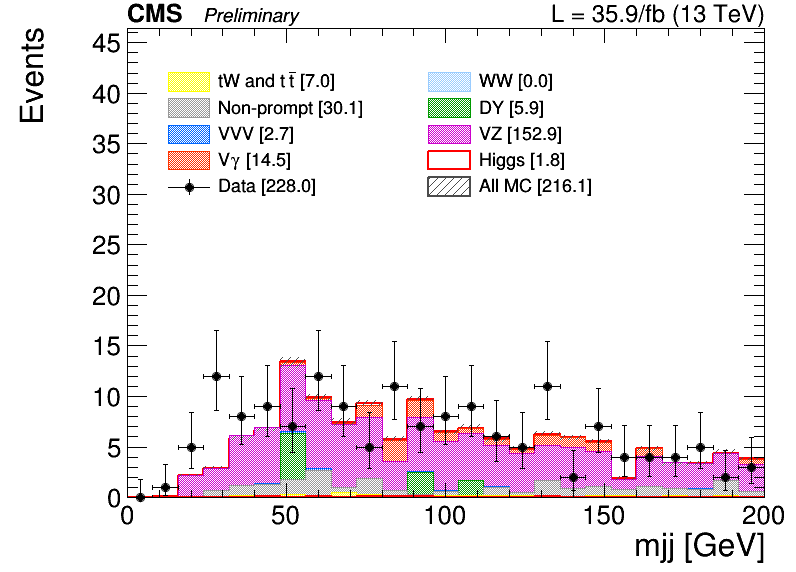 CMS Preliminary L = 35.9/fb (13 TeV)
Events
45
40
35
30
25
20
15
10
5
0
tW and t t̅ [7.0] WW [0.0]
Non-prompt [30.1] DY [5.9]
VVV [2.7] VZ [152.9]
Vγ [14.5] Higgs [1.8]
Data [228.0] All MC [216.1]
0 50 100 150 200
mjj [GeV]